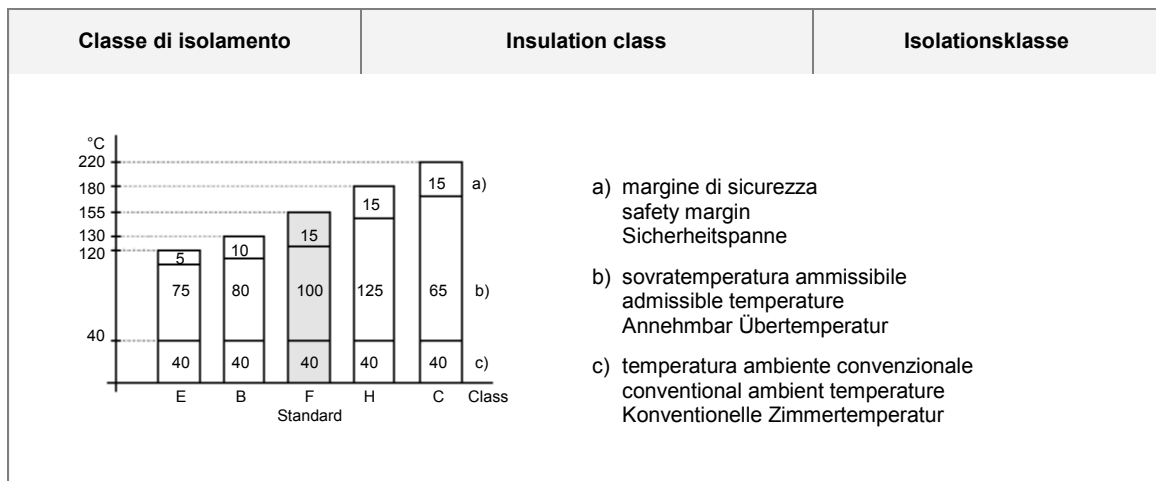 Classe di isolamento Insulation class Isolationsklasse
°C
220
180
155
130
120
40
15 a)
15
15
10
5
75 80 100 125 65 b)
40 40 40 40 40 c)
E B F H C Class
Standard
a) margine di sicurezza
safety margin
Sicherheitspanne
b) sovratemperatura ammissibile
admissible temperature
Annehmbar Übertemperatur
c) temperatura ambiente convenzionale
conventional ambient temperature
Konventionelle Zimmertemperatur